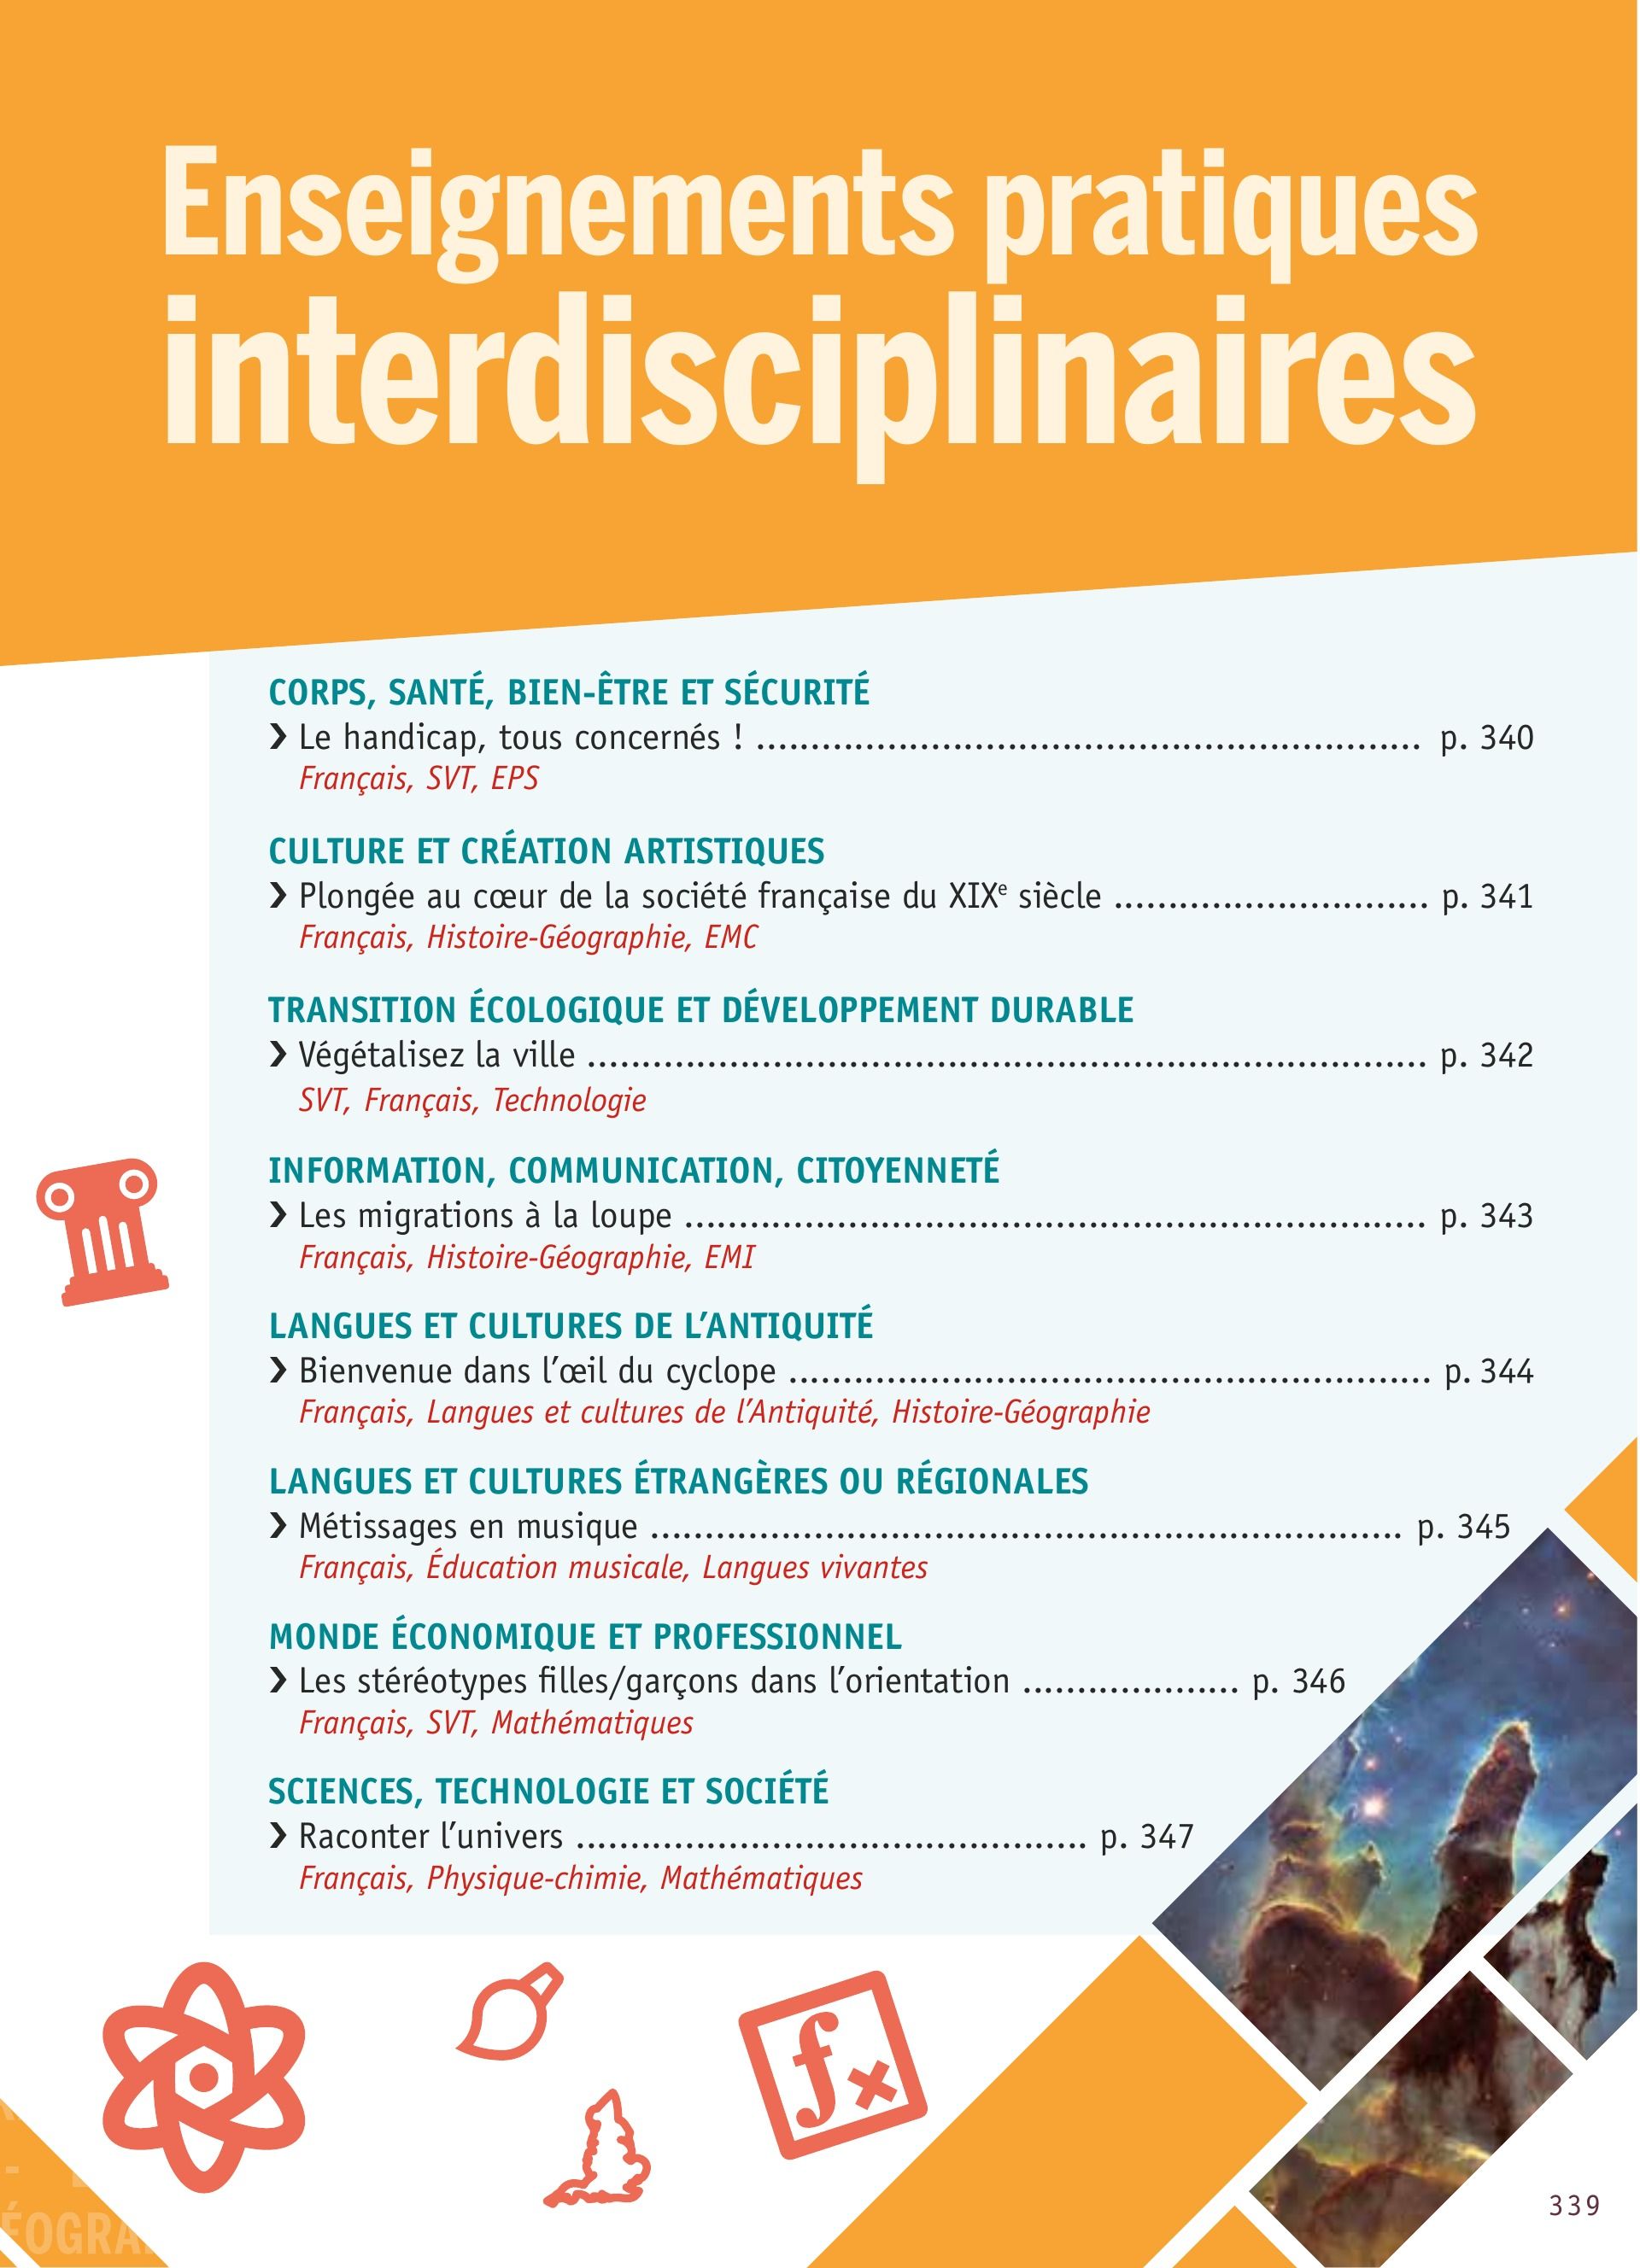 Enseignements pratiques
interdisciplinaires
CORPS, SANTÉ, BIEN-ÊTRE ET SÉCURITÉ
❯ Le handicap, tous concernés ! ............................................................. p. 340
Français, SVT, EPS
CULTURE ET CRÉATION ARTISTIQUES
❯ Plongée au cœur de la société française du XIXe siècle ............................. p. 341
Français, Histoire-Géographie, EMC
TRANSITION ÉCOLOGIQUE ET DÉVELOPPEMENT DURABLE
❯ Végétalisez la ville ............................................................................. p. 342
SVT, Français, Technologie
INFORMATION, COMMUNICATION, CITOYENNETÉ
❯ Les migrations à la loupe .................................................................... p. 343
Français, Histoire-Géographie, EMI
LANGUES ET CULTURES DE L’ANTIQUITÉ
❯ Bienvenue dans l’œil du cyclope ........................................................... p. 344
Français, Langues et cultures de l’Antiquité, Histoire-Géographie
LANGUES ET CULTURES ÉTRANGÈRES OU RÉGIONALES
❯ Métissages en musique ..................................................................... p. 345
Français, Éducation musicale, Langues vivantes
MONDE ÉCONOMIQUE ET PROFESSIONNEL
❯ Les stéréotypes filles/garçons dans l’orientation .................... p. 346
Français, SVT, Mathématiques
SCIENCES, TECHNOLOGIE ET SOCIÉTÉ
❯ Raconter l’univers ............................................... p. 347
Français, Physique-chimie, Mathématiques
fx
339